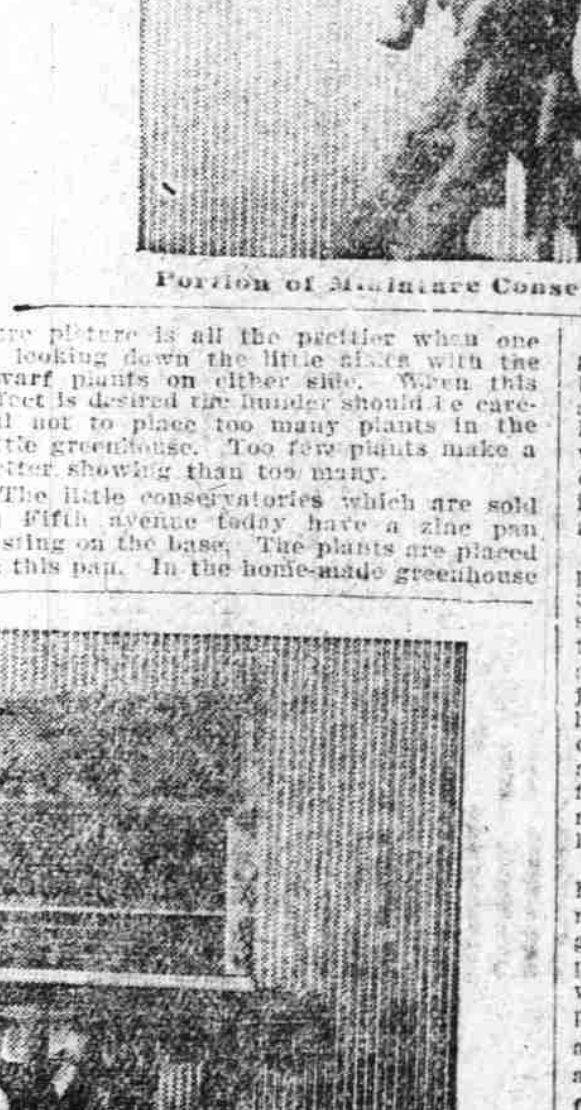 Portion of Miniature Conse
picture is all the prettier when one
looking down the little aisles with the
warf plants on either side. When this
fect is desired the builder should be care-
l not to place too many plants in the
ttle greenhouse. Too few plants make a
etter showing than too many.
The little conservatories which are sold
Fifth avenue today have a zinc pan
sting on the base. The plants are placed
this pan. In the home-made greenhouse